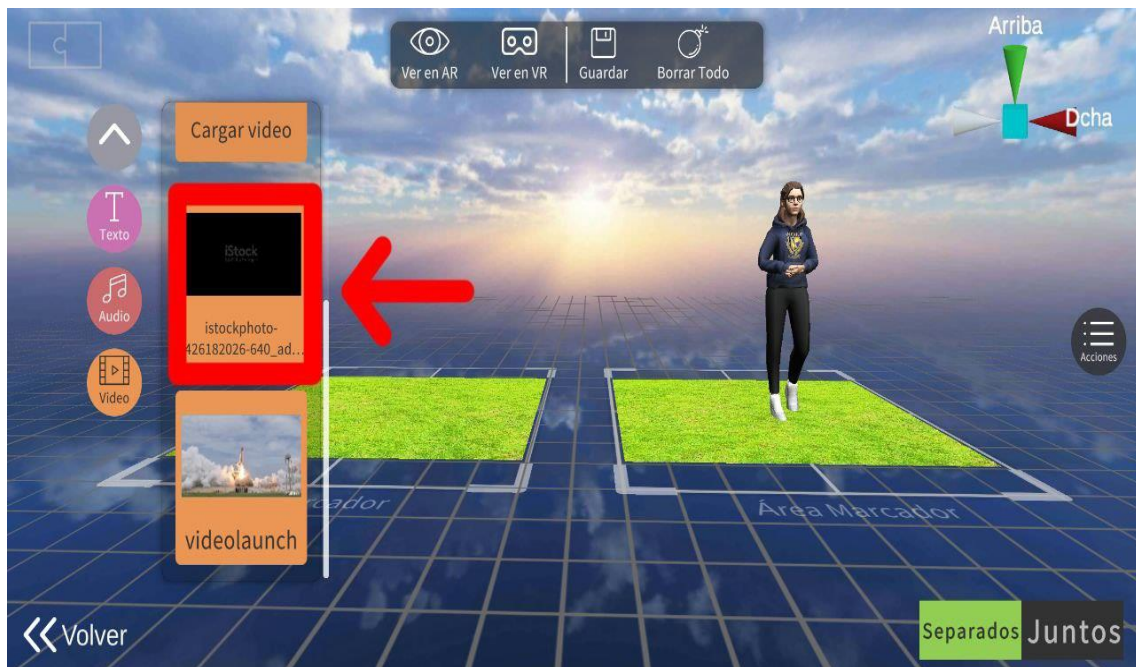 Ver en AR
Ver en VR
Guardar
Borrar Todo
Arriba
Dcha
Cargar video
Texto
iStock
Audio
istockphoto-
426182026-640_ad...
Video
Acciones
videolaunch
Área Marcador
Volver
Separados
Juntos